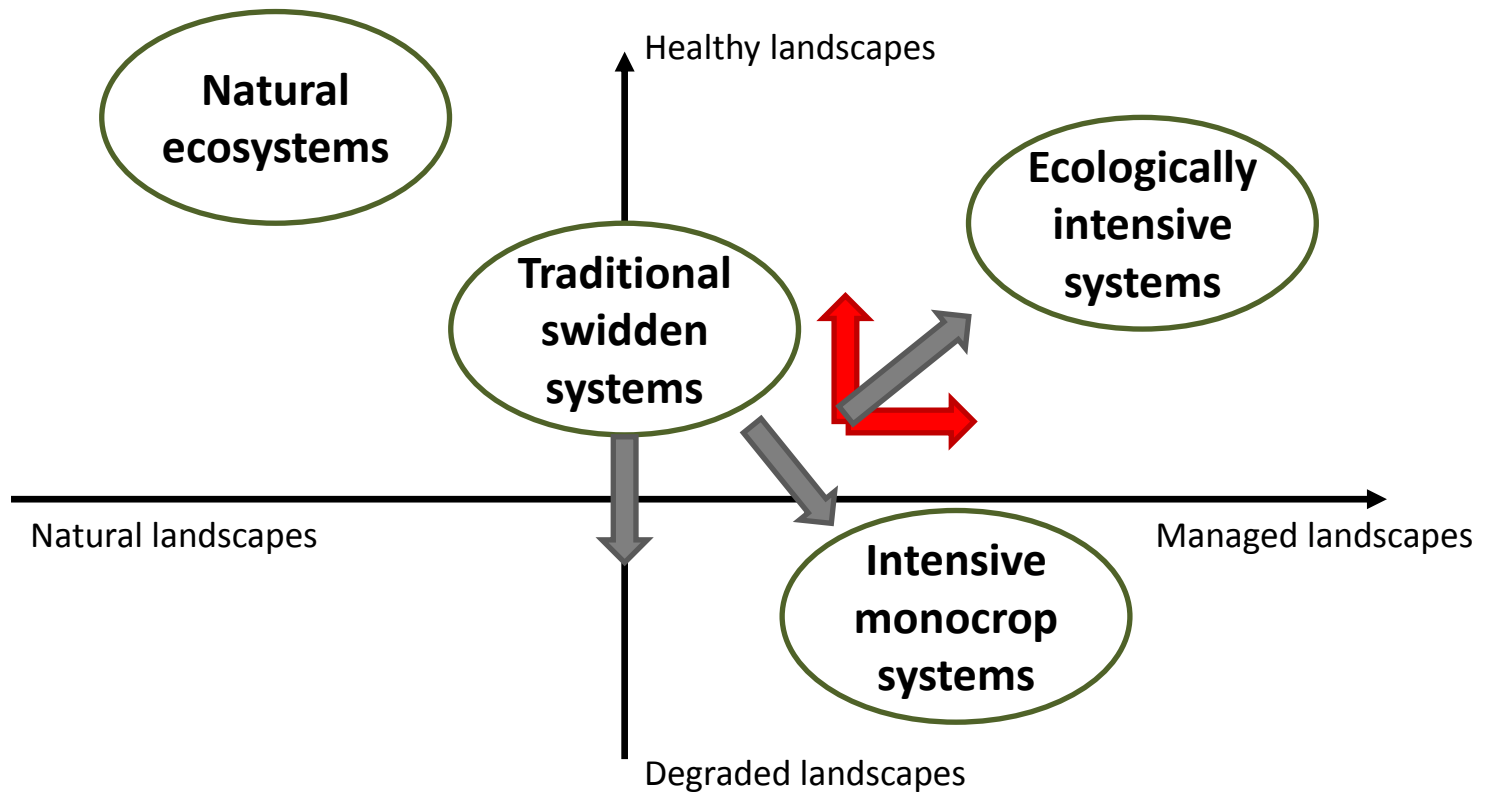 Healthy landscapes
Natural
ecosystems
Ecologically
intensive
systems
Traditional
swidden
systems
Natural landscapes
Managed landscapes
Intensive
monocrop
systems
Degraded landscapes